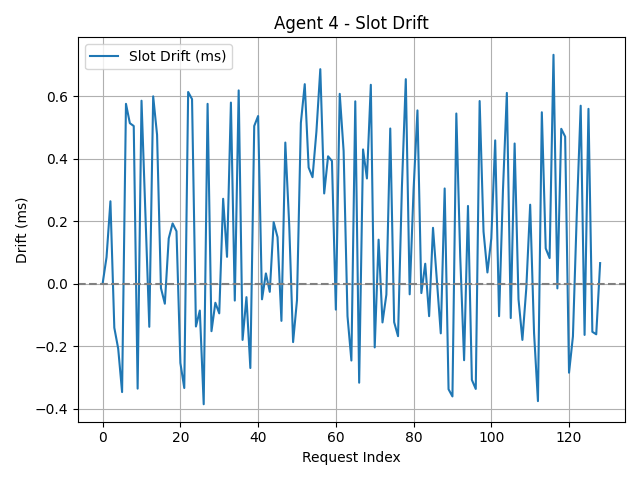 Agent 4 - Slot Drift
Slot Drift (ms)
Drift (ms)
0.6
0.4
0.2
0.0
−0.2
−0.4
0 20 40 60 80 100 120
Request Index